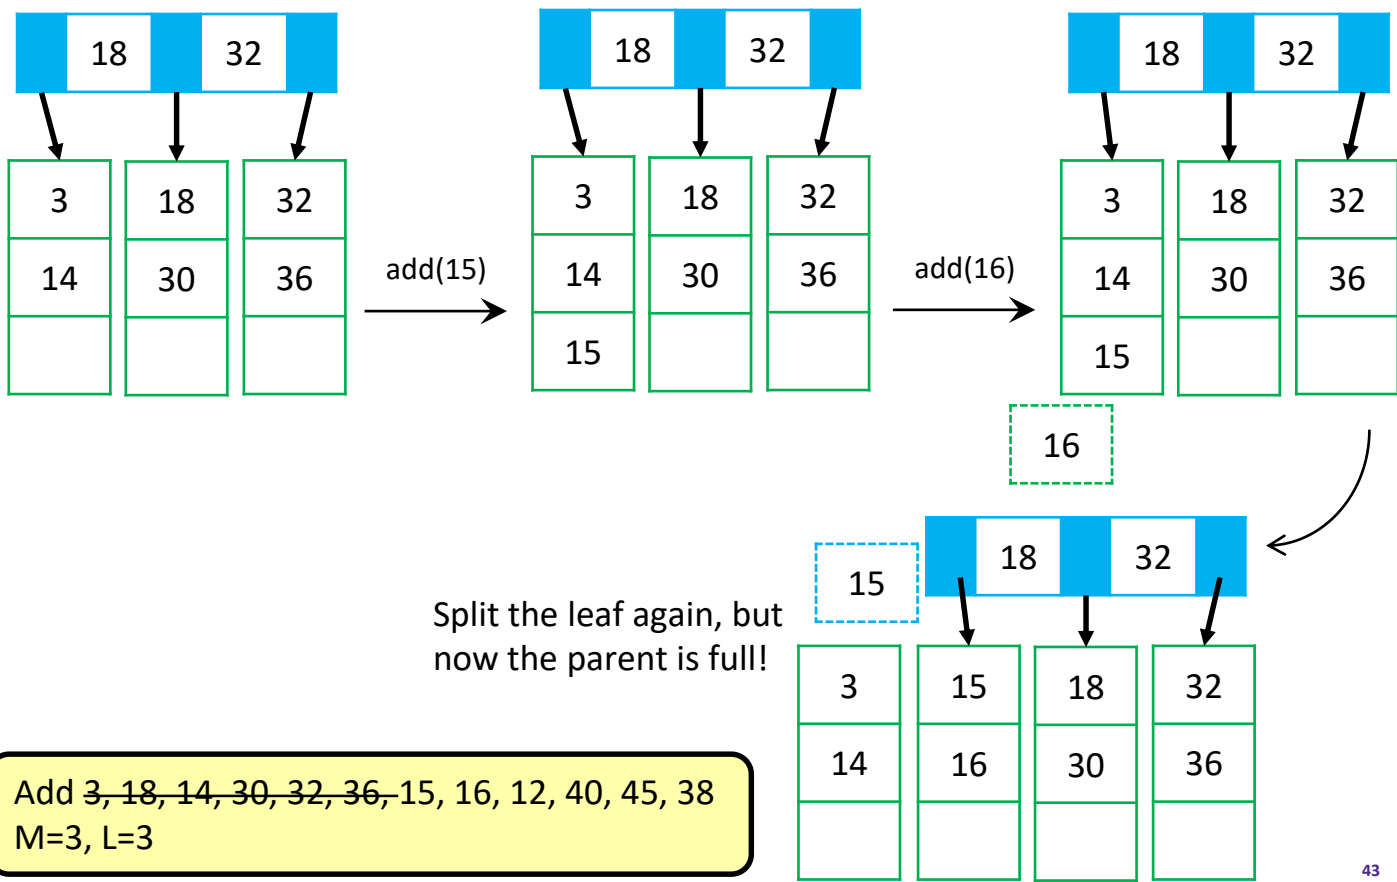 18 32
3 18 32
14 30 36
add(15)
18 32
3 18 32
14 30 36
15
add(16)
18 32
3 18 32
14 30 36
15
16
15
18 32
3 15 18 32
14 16 30 36
Split the leaf again, but
now the parent is full!
Add 3, 18, 14, 30, 32, 36, 15, 16, 12, 40, 45, 38
M=3, L=3
43